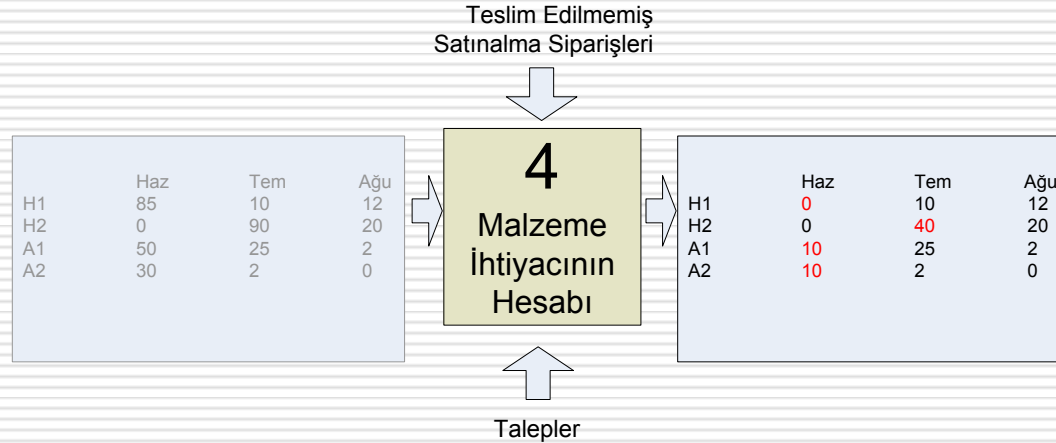 Teslim Edilmemiş
Satınalma Siparişleri
Haz Tem Ağu
H1 85 10 12
H2 0 90 20
A1 50 25 2
A2 30 2 0
4
Malzeme
İhtiyacının
Hesabı
Haz Tem Ağu
H1 0 10 12
H2 0 40 20
A1 10 25 2
A2 10 2 0
Talepler